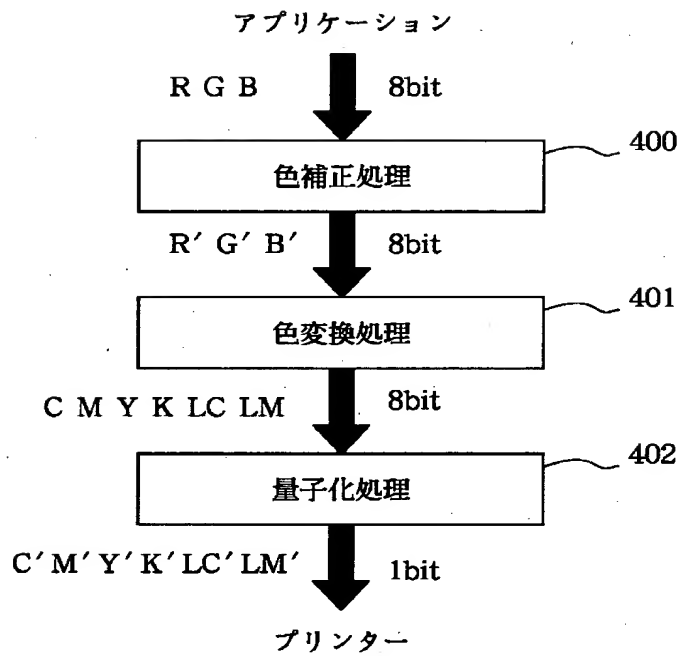 アプリケーション
R G B 8bit
400
色補正処理
R′ G′ B′ 8bit
401
色変換処理
C M Y K LC LM 8bit
402
量子化処理
C′M′Y′K′LC′LM′ 1bit
プリンター